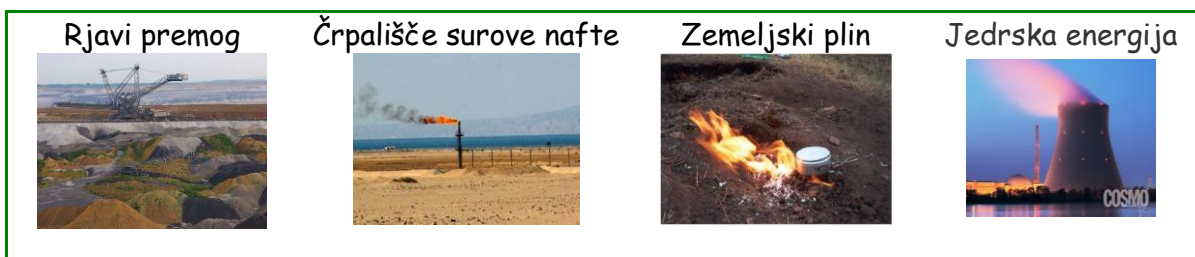 Rjavi premog
Črpališče surove nafte
Zemeljski plin
Jedrska energija
COSMO